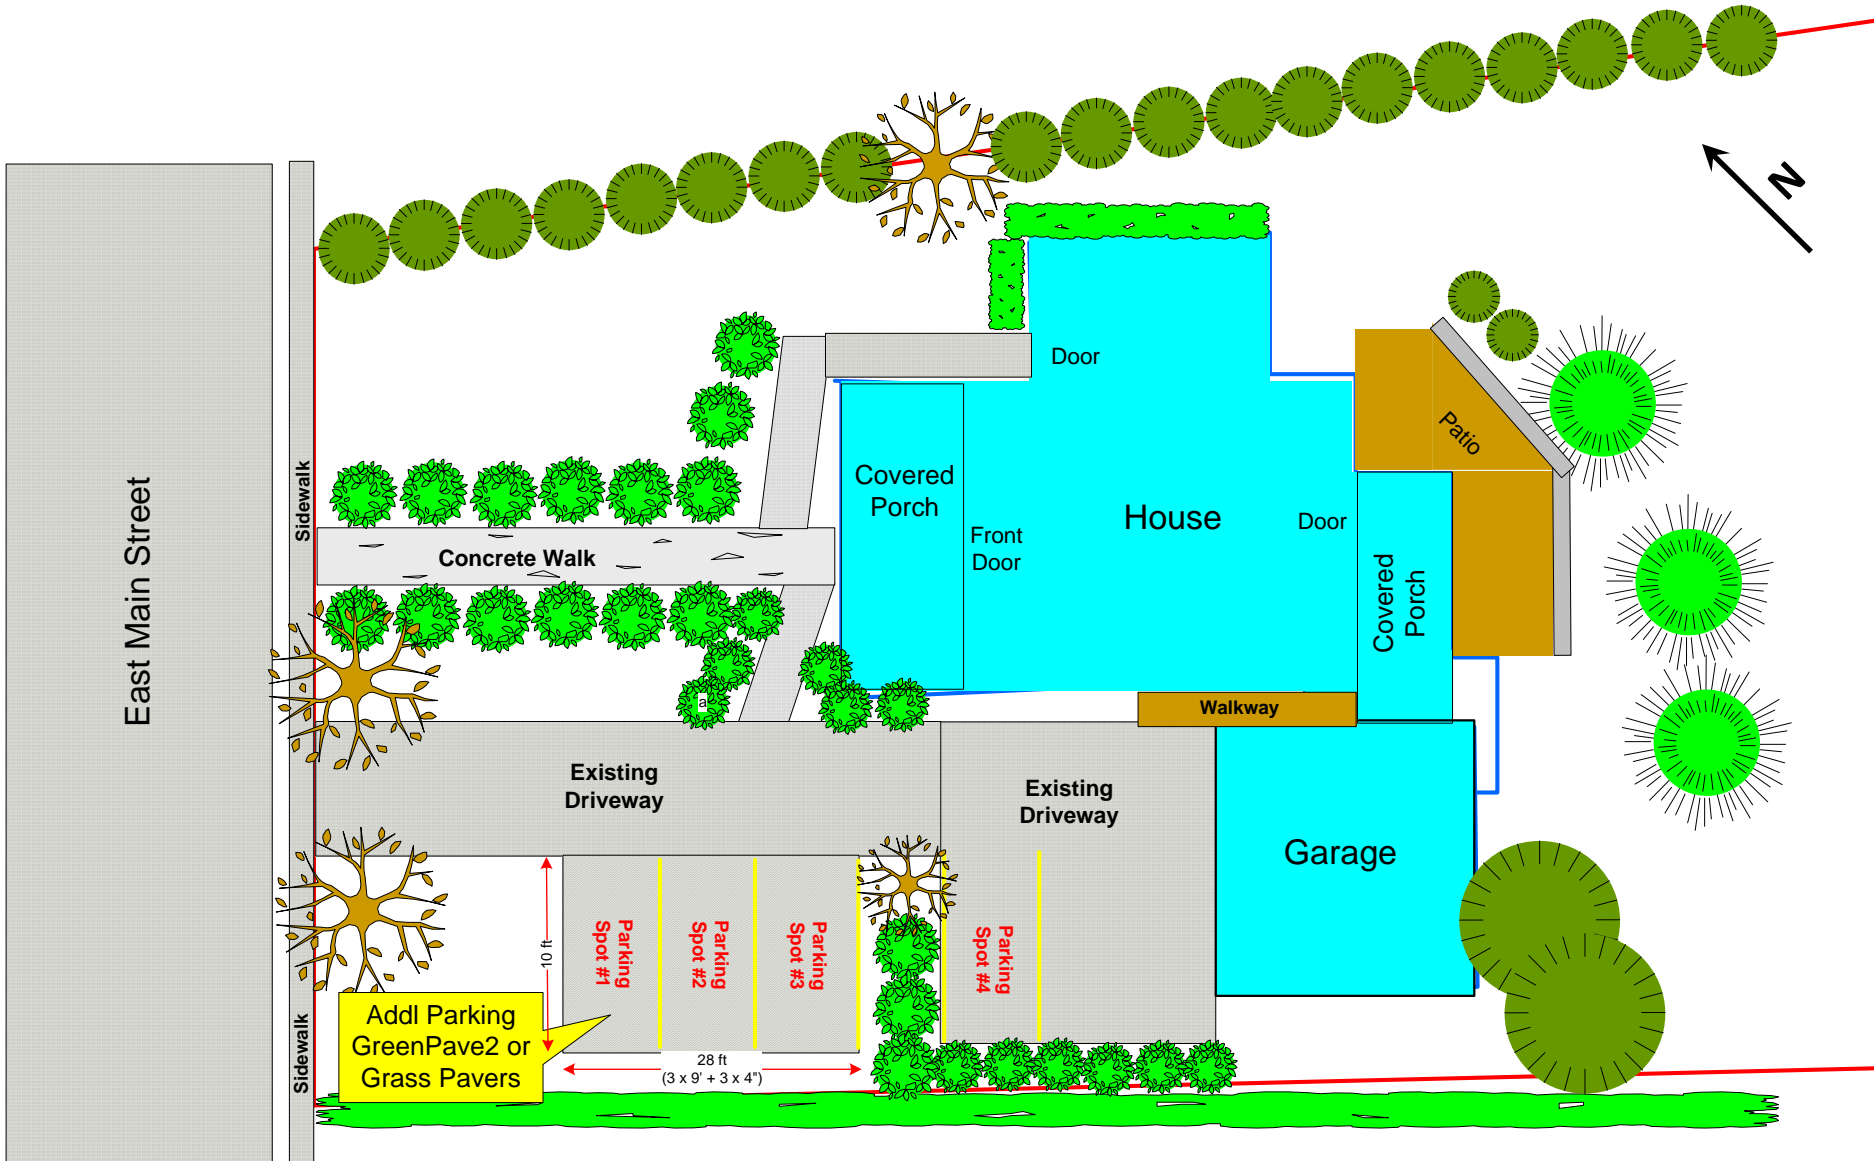 N
East Main Street
Sidewalk
Door
Covered
Porch
Patio
House
Door
Front
Door
Concrete Walk
Covered
Porch
a
Walkway
Existing
Driveway
Existing
Driveway
Garage
Parking
Spot #1
Parking
Spot #2
Parking
Spot #3
Parking
Spot #4
10 ft
Sidewalk
Addl Parking
GreenPave2 or
Grass Pavers
28 ft
(3 x 9' + 3 x 4")